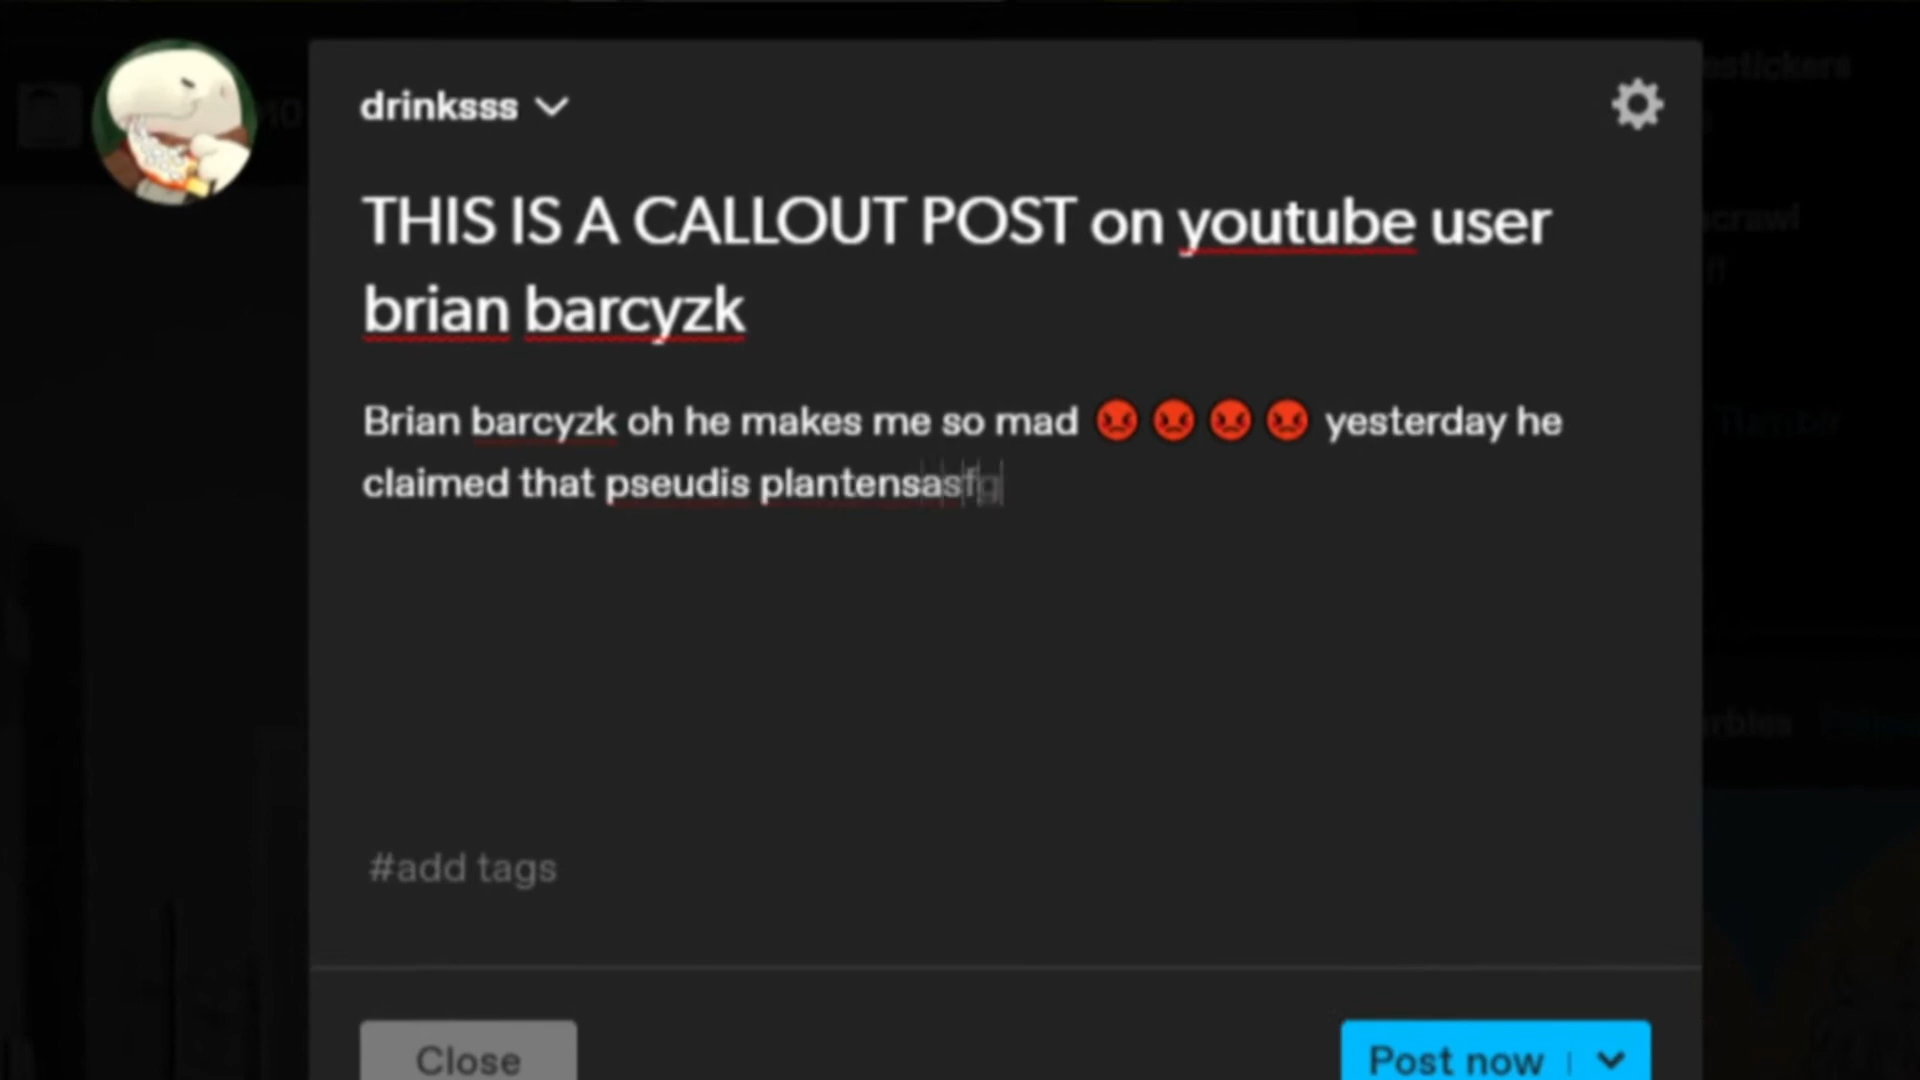 drinksss
THIS IS A CALLOUT POST on youtube user
brian barcyzk
Brian barcyzk oh he makes me so mad 😡 😡 😡 😡 yesterday he
claimed that pseudis plantensasfg
#add tags
Close
Post now